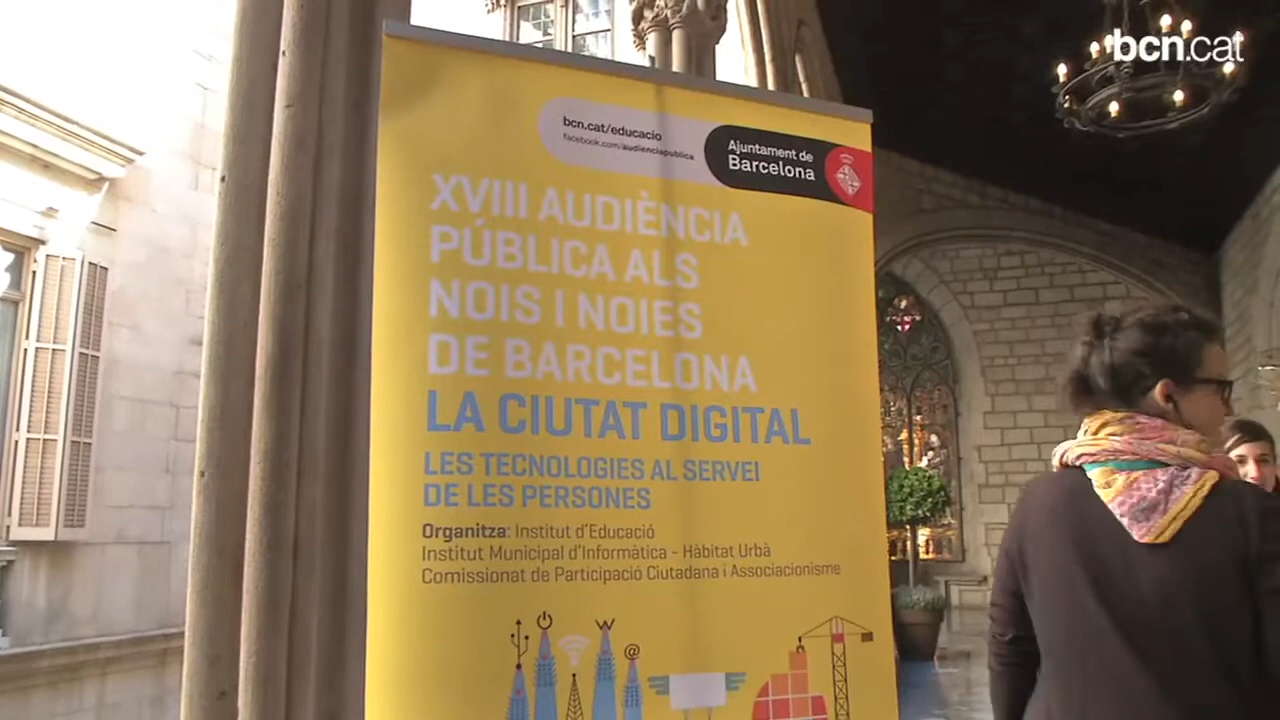 bcn.cat
bcn.cat/educacio
facebook.com/audienciapublica
Ajuntament de
Barcelona
XVIII AUDIÈNCIA
PÚBLICA ALS
NOIS I NOIES
DE BARCELONA
LA CIUTAT DIGITAL
LES TECNOLOGIES AL SERVEI
DE LES PERSONES
Organitza: Institut d'Educació
Institut Municipal d'Informàtica - Hàbitat Urbà
Comissionat de Participació Ciutadana i Associacionisme
W
@